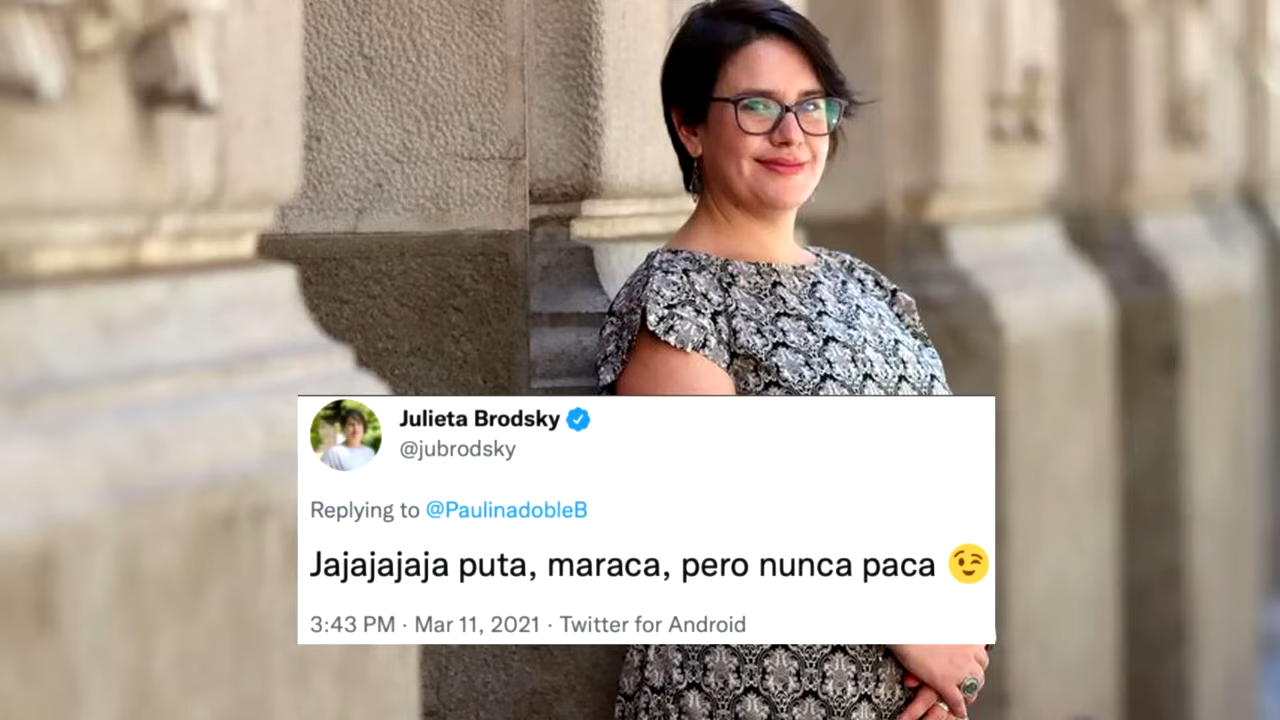 Julieta Brodsky
@jubrodsky
Replying to @PaulinadobleB
Jajajajaja puta, maraca, pero nunca paca 😉
3:43 PM · Mar 11, 2021 · Twitter for Android